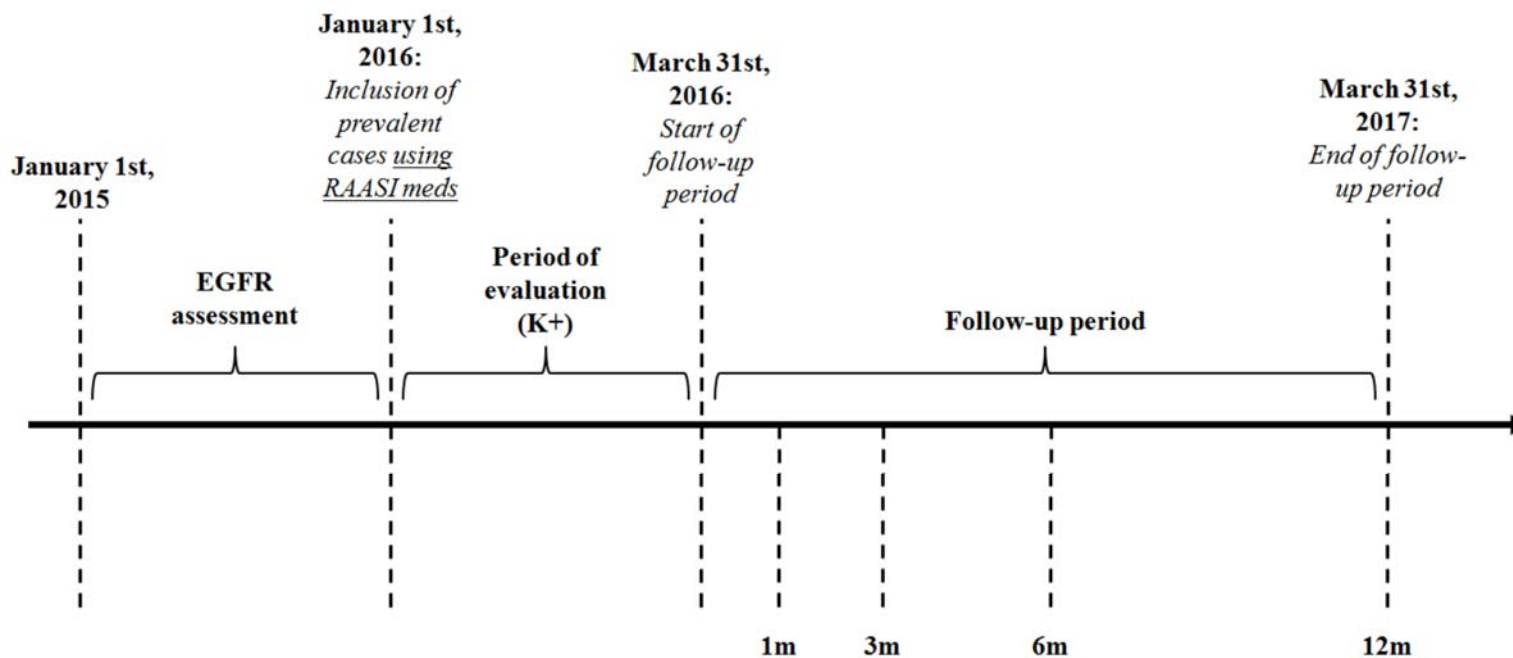 January 1st,
2015
January 1st,
2016:
Inclusion of
prevalent
cases using
RAASI meds
March 31st,
2016:
Start of
follow-up
period
March 31st,
2017:
End of follow-
up period
EGFR
assessment
Period of
evaluation
(K+)
Follow-up period
1m
3m
6m
12m